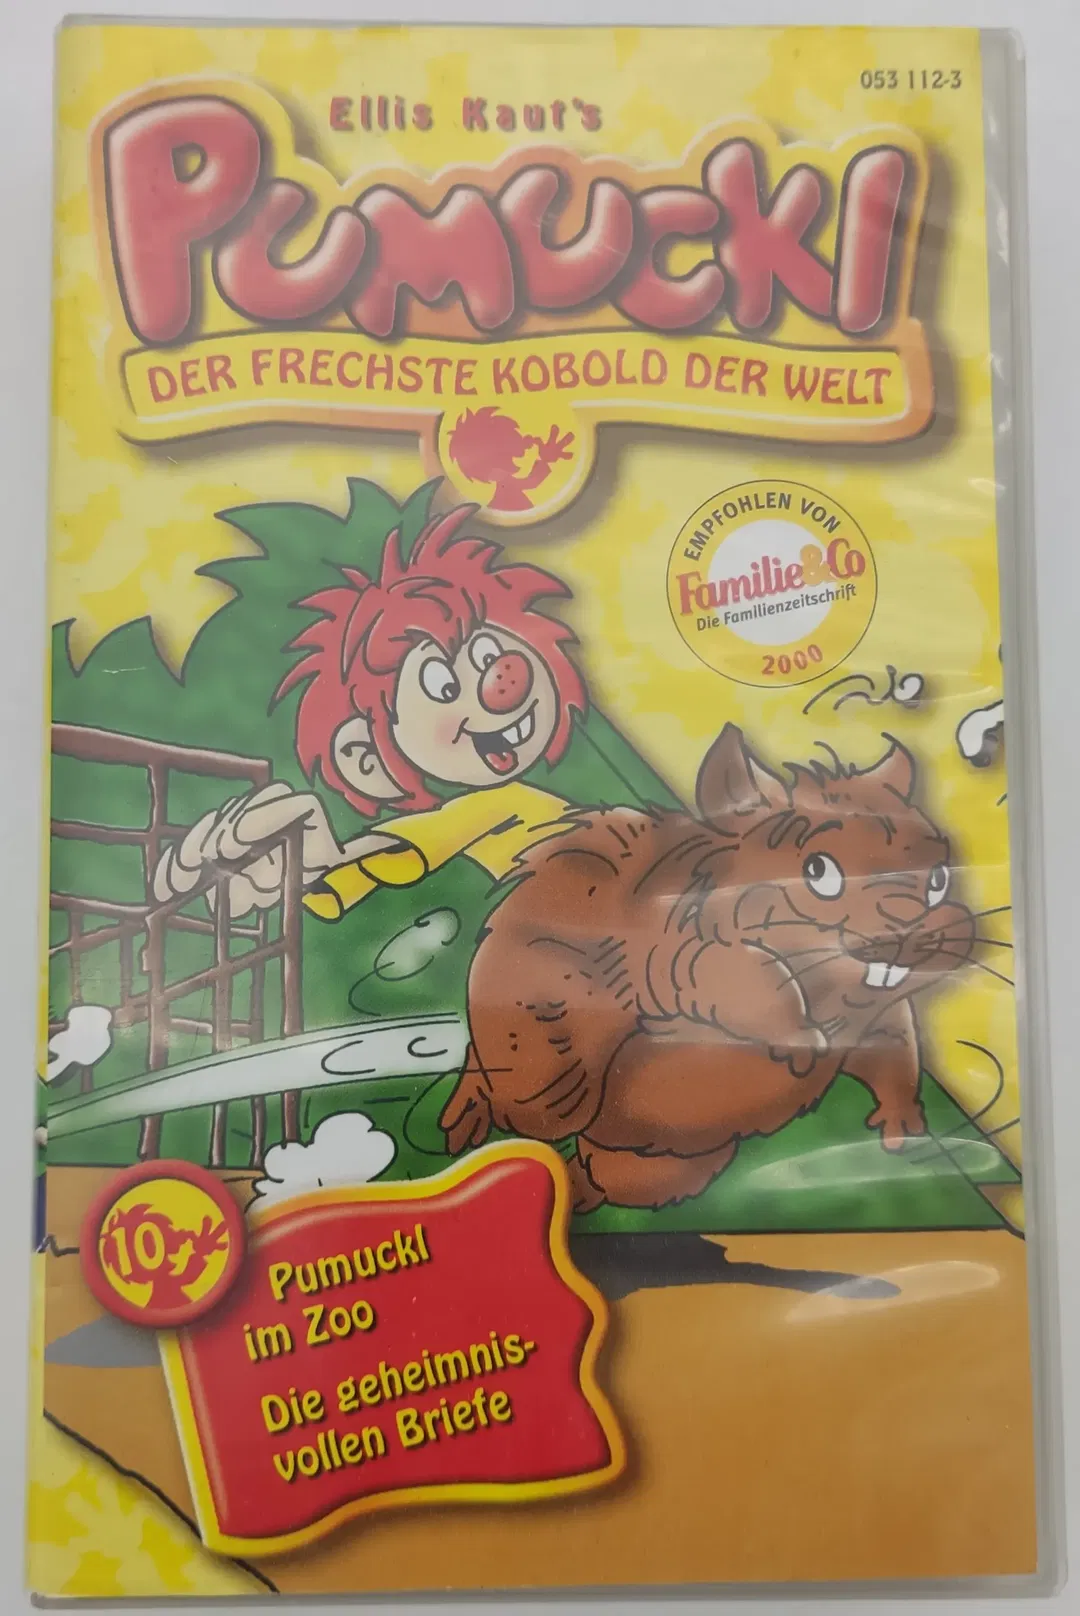 053 112-3
Ellis Kaut's
PUMUCKL
DER FRECHSTE KOBOLD DER WELT
EMPFOHLEN VON
Familie&Co
Die Familienzeitschrift
2000
10
Pumuckl
im Zoo
Die geheimnis-
vollen Briefe